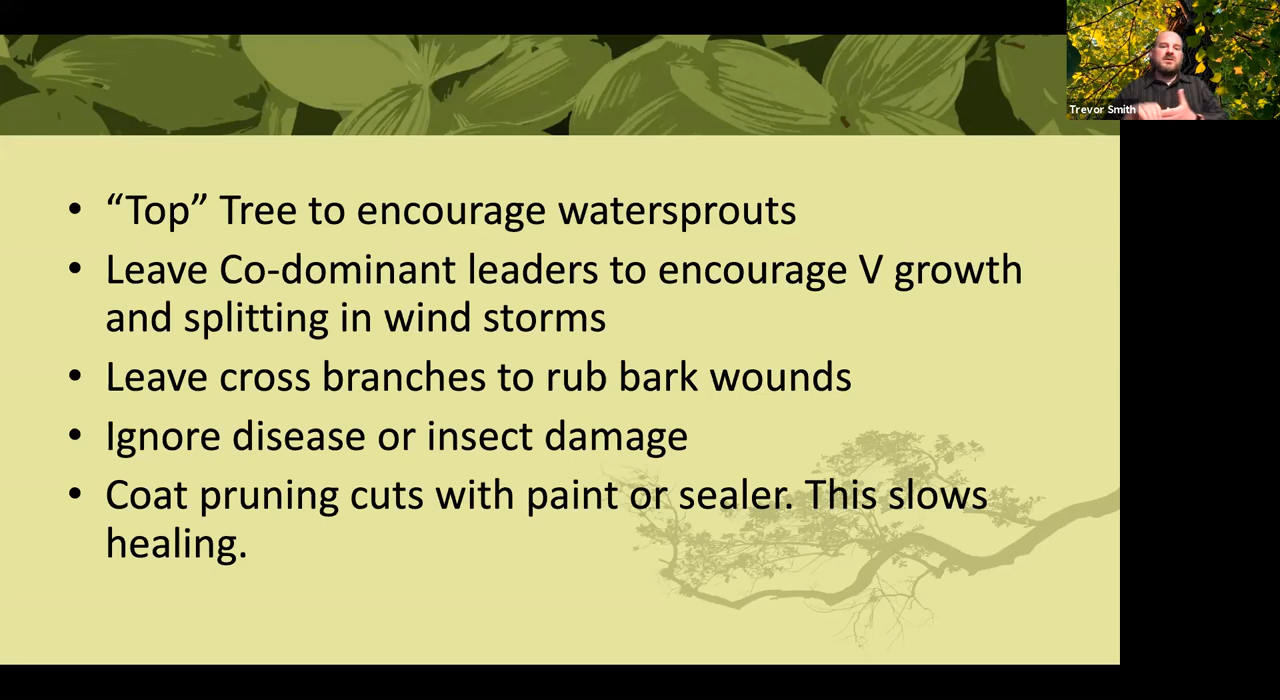 Trevor Smith
• “Top” Tree to encourage watersprouts
• Leave Co-dominant leaders to encourage V growth
and splitting in wind storms
• Leave cross branches to rub bark wounds
• Ignore disease or insect damage
• Coat pruning cuts with paint or sealer. This slows
healing.